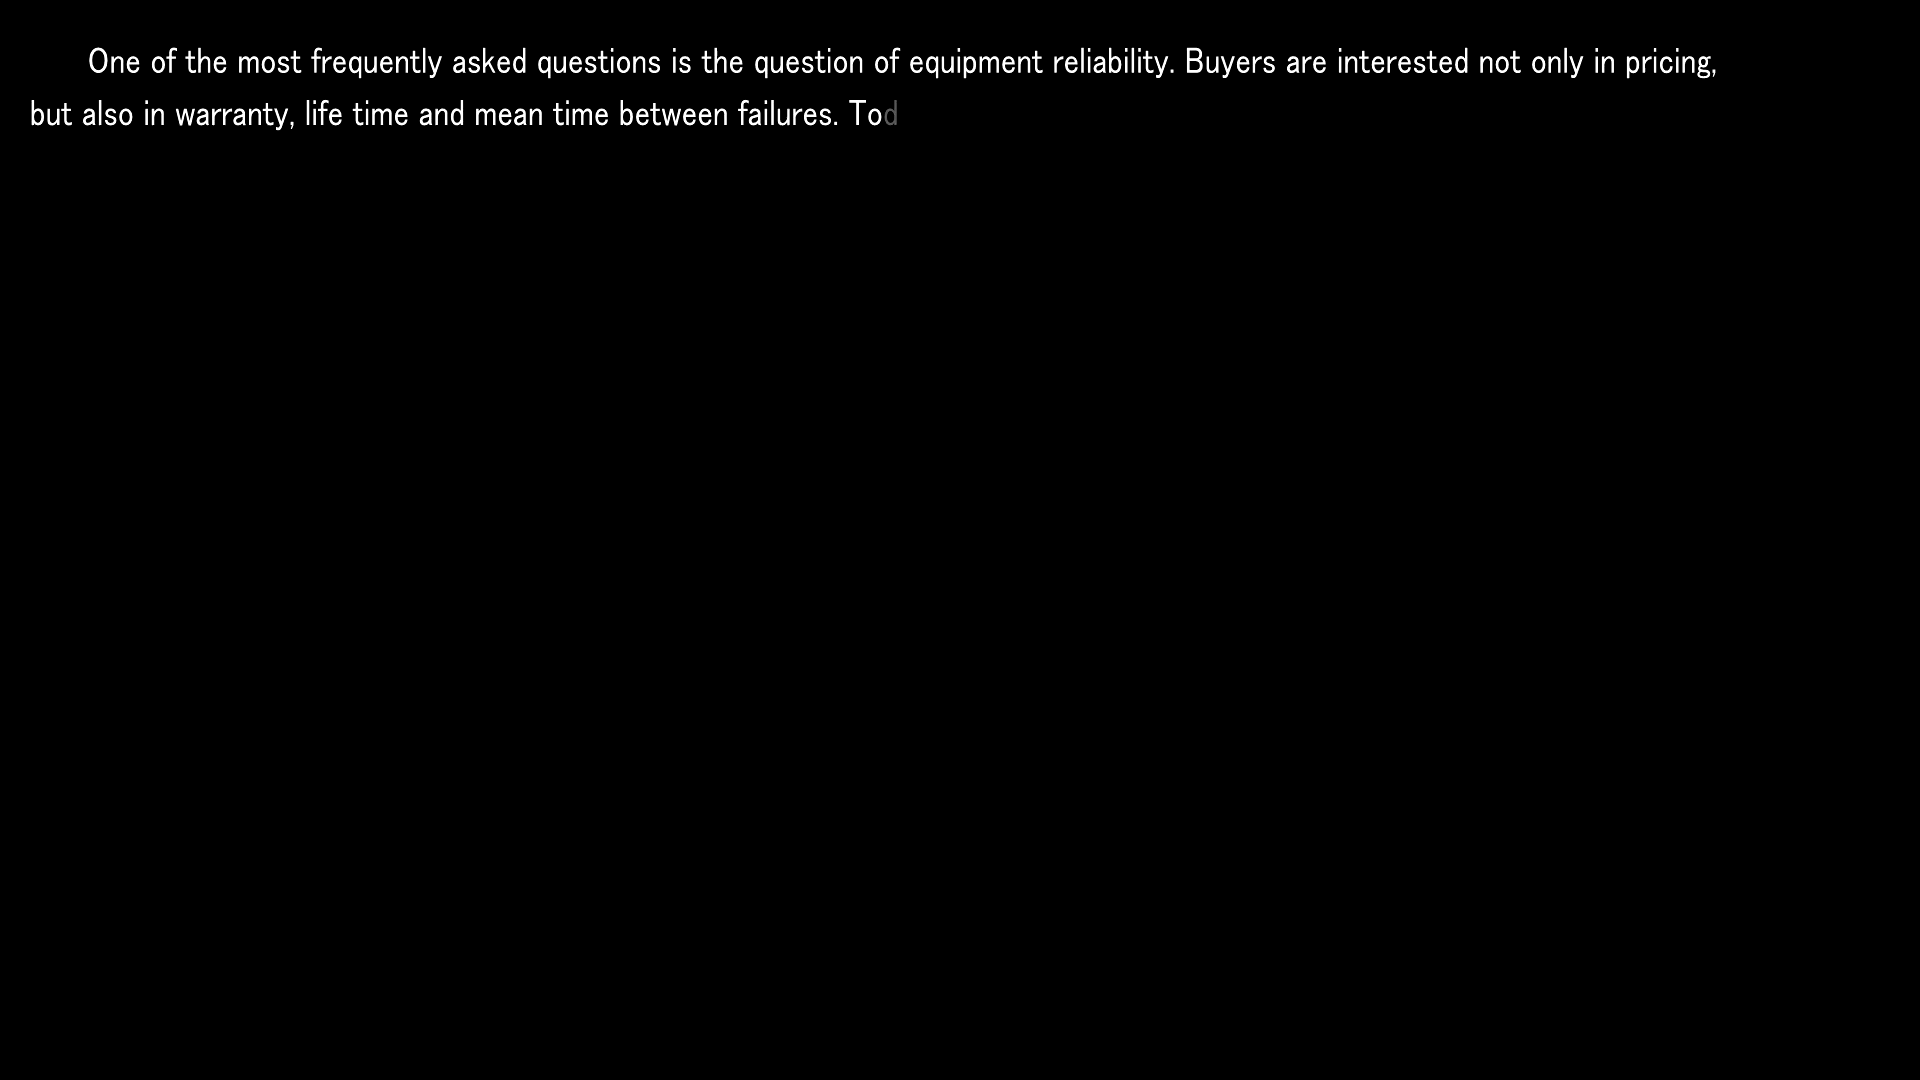 One of the most frequently asked questions is the question of equipment reliability. Buyers are interested not only in pricing,
but also in warranty, life time and mean time between failures. Tod